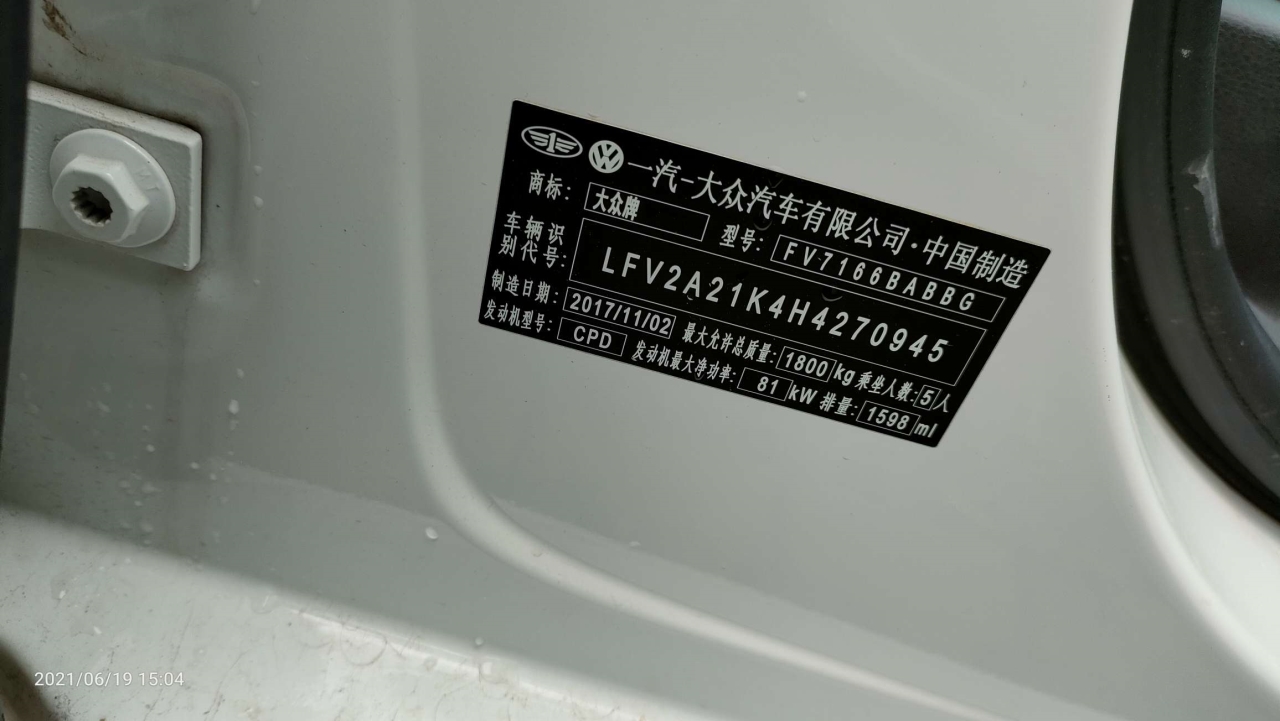 一汽-大众汽车有限公司·中国制造
商标: 大众牌 型号: FV7166BABBG
车辆识别代号: LFV2A21K4H4270945
制造日期: 2017/11/02 最大允许总质量: 1800 kg 乘坐人数: 5 人
发动机型号: CPD 发动机最大净功率: 81 kW 排量: 1598 ml
2021/06/19 15:04